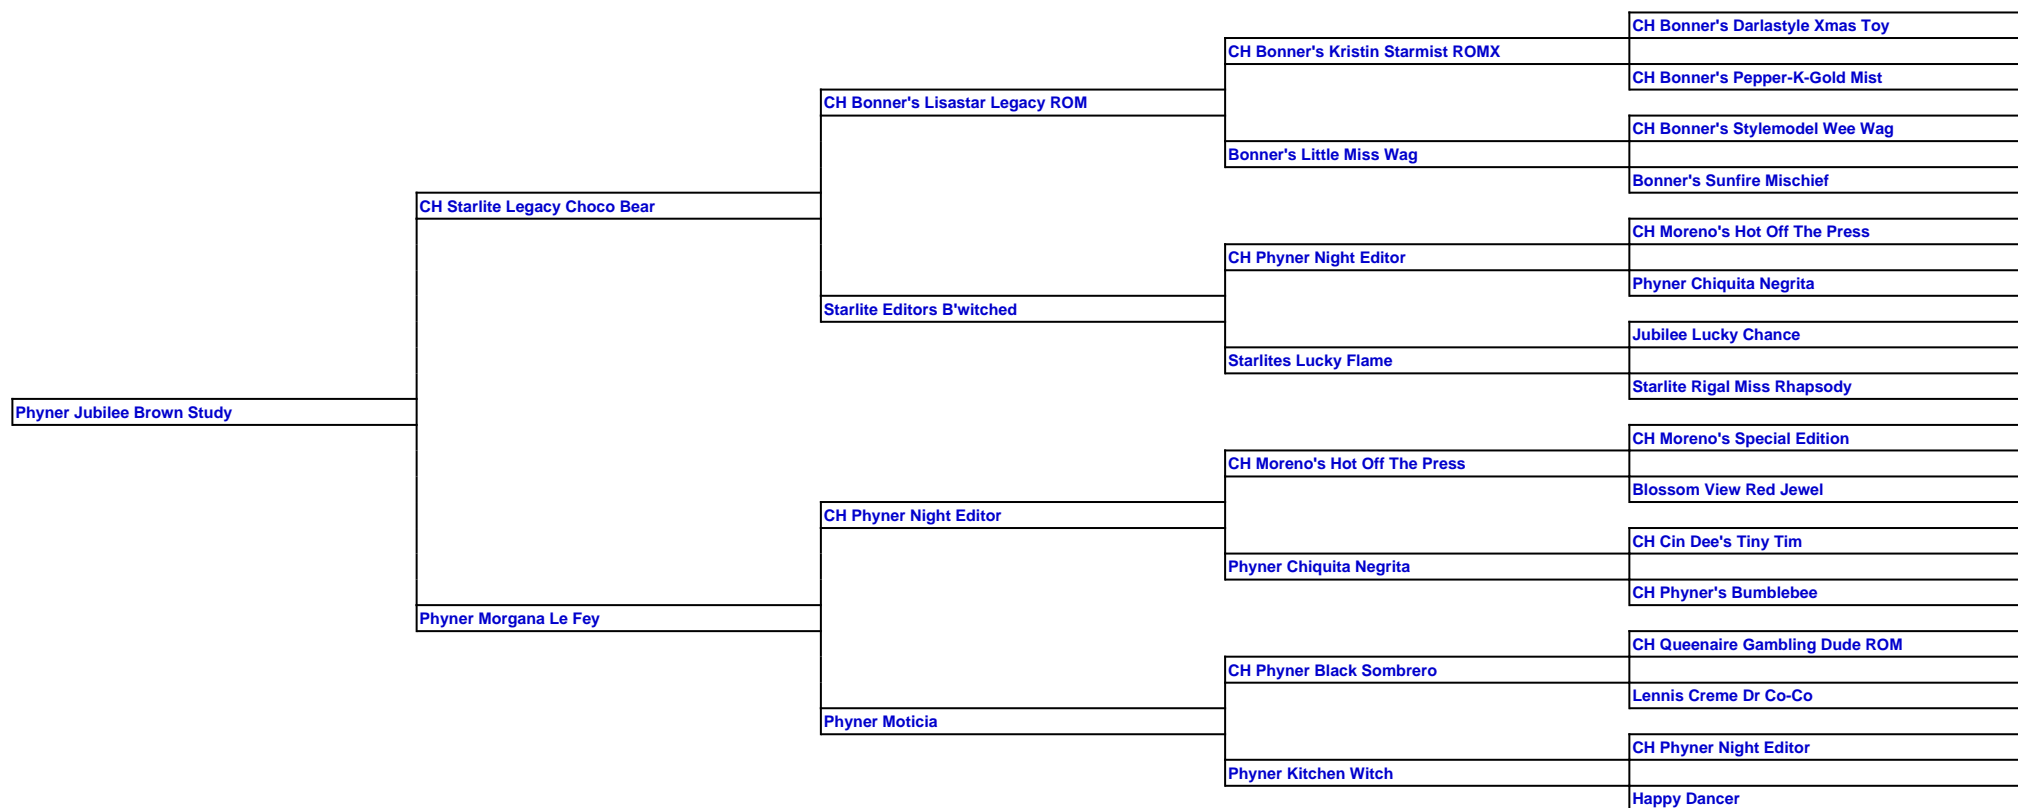 CH Bonner's Darlastyle Xmas Toy
CH Bonner's Kristin Starmist ROMX
CH Bonner's Pepper-K-Gold Mist
CH Bonner's Lisastar Legacy ROM
CH Bonner's Stylemodel Wee Wag
Bonner's Little Miss Wag
Bonner's Sunfire Mischief
CH Starlite Legacy Choco Bear
CH Moreno's Hot Off The Press
CH Phyner Night Editor
Phyner Chiquita Negrita
Starlite Editors B'witched
Jubilee Lucky Chance
Starlites Lucky Flame
Starlite Rigal Miss Rhapsody
Phyner Jubilee Brown Study
CH Moreno's Special Edition
CH Moreno's Hot Off The Press
Blossom View Red Jewel
CH Phyner Night Editor
CH Cin Dee's Tiny Tim
Phyner Chiquita Negrita
CH Phyner's Bumblebee
Phyner Morgana Le Fey
CH Queenaire Gambling Dude ROM
CH Phyner Black Sombrero
Lennis Creme Dr Co-Co
Phyner Moticia
CH Phyner Night Editor
Phyner Kitchen Witch
Happy Dancer